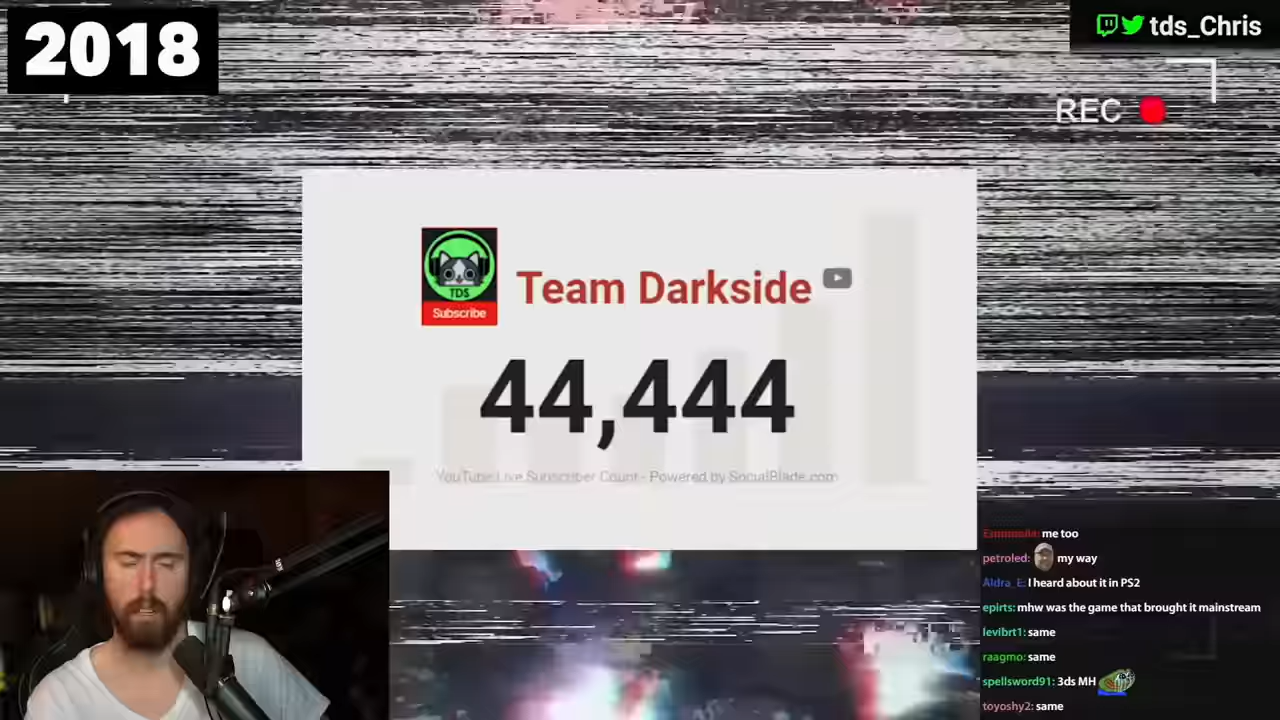 2018
tds_Chris
REC
TDS
Subscribe
Team Darkside
44,444
YouTube Live Subscriber Count - Powered by SocialBlade.com
me too
petroled: my way
Aldra_E: I heard about it in PS2
epirts: mhw was the game that brought it mainstream
levibrt1: same
raagmo: same
spellsword91: 3ds MH
toyoshy2: same